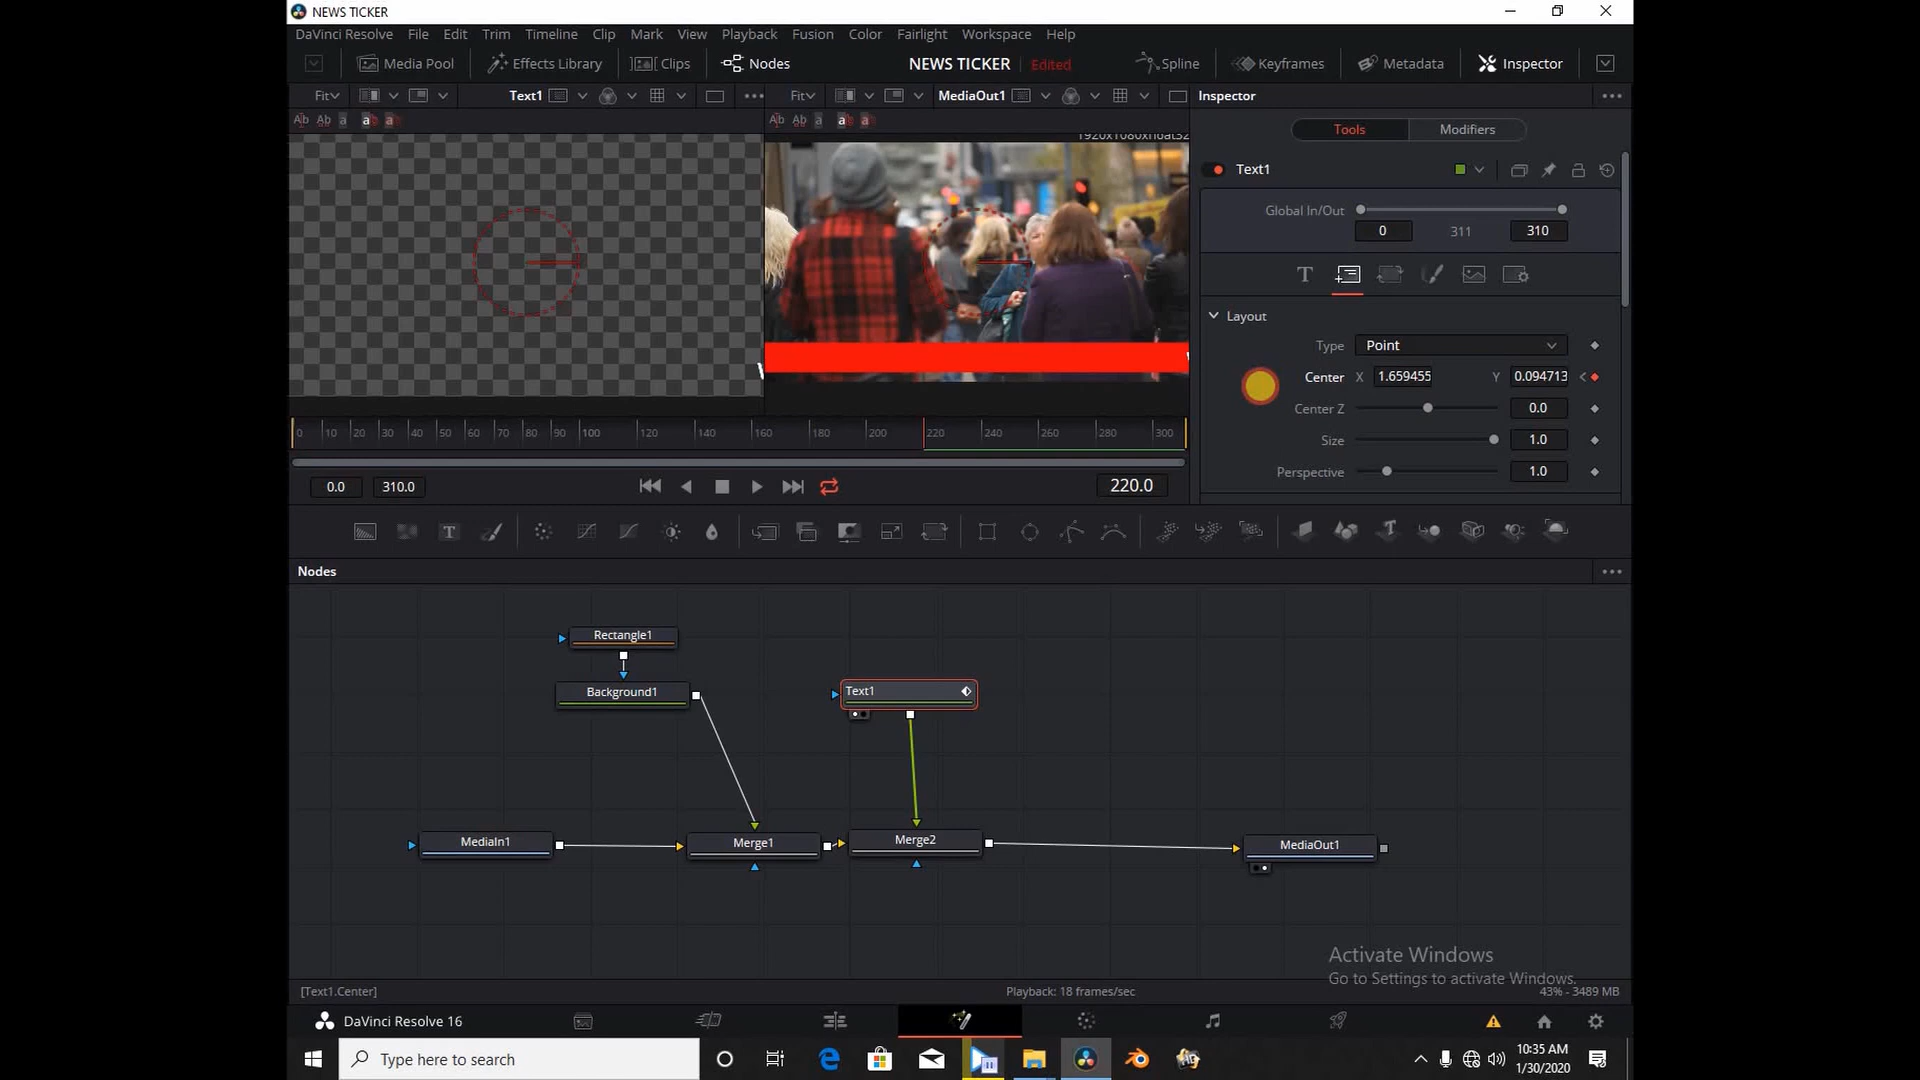 NEWS TICKER
DaVinci Resolve File Edit Trim Timeline Clip Mark View Playback Fusion Color Fairlight Workspace Help
Media Pool Effects Library Clips Nodes NEWS TICKER Edited Spline Keyframes Metadata Inspector
Fit Text1 Fit MediaOut1 Inspector
Tools Modifiers
Text1
Global In/Out
0 311 310
Layout
Type Point
Center X 1.659455 Y 0.094713
Center Z 0.0
Size 1.0
Perspective 1.0
0 10 20 30 40 50 60 70 80 90 100 120 140 160 180 200 220 240 260 280 300
0.0 310.0 220.0
Nodes
Rectangle1
Background1
Text1
MediaIn1
Merge1
Merge2
MediaOut1
Activate Windows
Go to Settings to activate Windows.
[Text1.Center] Playback: 18 frames/sec 43% - 3489 MB
DaVinci Resolve 16
Type here to search
10:35 AM
1/30/2020